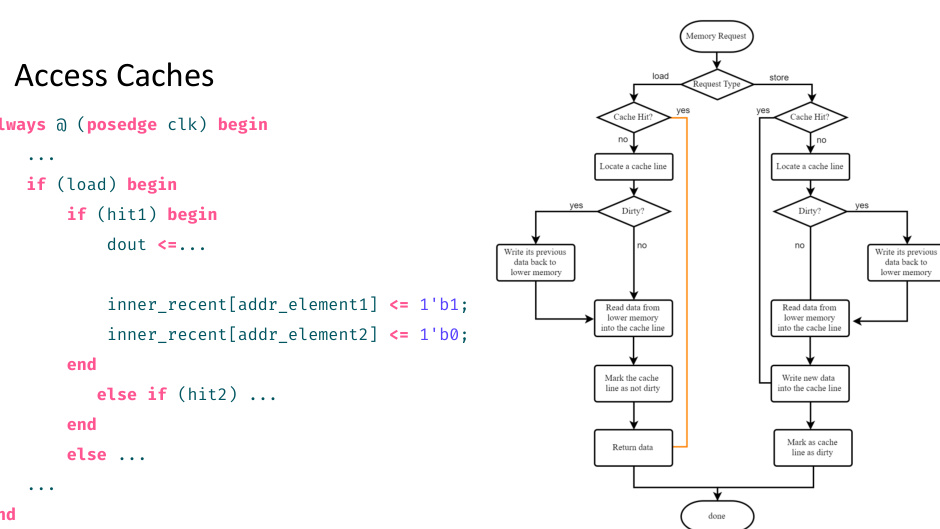 Access Caches
lways @ (posedge clk) begin
...
if (load) begin
if (hit1) begin
dout <=...
inner_recent[addr_element1] <= 1'b1;
inner_recent[addr_element2] <= 1'b0;
end
else if (hit2) ...
end
else ...
...
nd
Memory Request
Request Type
load
store
Cache Hit?
yes
no
Locate a cache line
Dirty?
yes
no
Write its previous
data back to
lower memory
Read data from
lower memory
into the cache line
Mark the cache
line as not dirty
Return data
yes
Cache Hit?
no
Locate a cache line
Dirty?
yes
no
Write its previous
data back to
lower memory
Read data from
lower memory
into the cache line
Write new data
into the cache line
Mark as cache
line as dirty
done